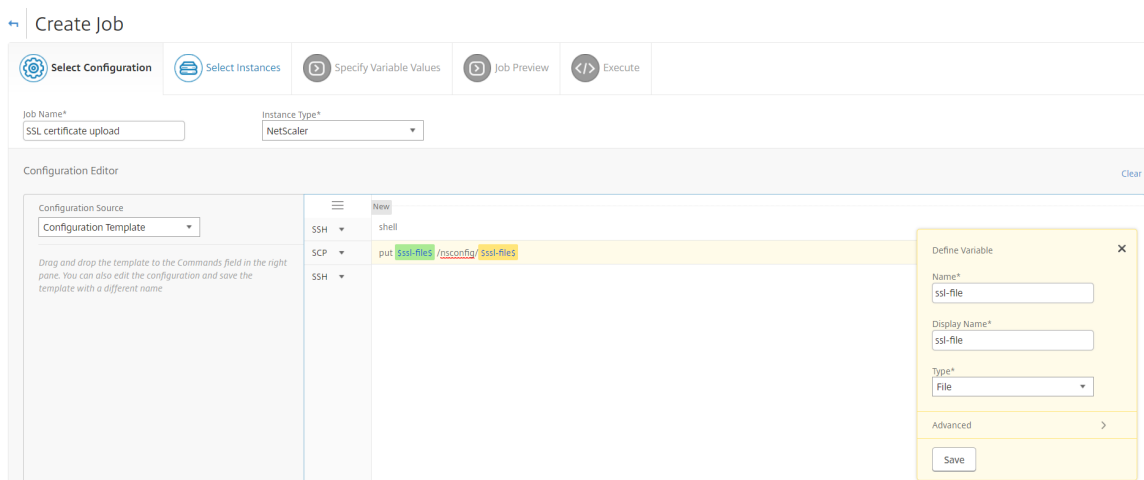 Create Job
Select Configuration
Select Instances
Specify Variable Values
Job Preview
</> Execute
Job Name*
SSL certificate upload
Instance Type*
NetScaler
Configuration Editor
Clear
Configuration Source
Configuration Template
Drag and drop the template to the Commands field in the right
pane. You can also edit the configuration and save the
template with a different name
New
SSH
shell
SCP
put $ssl-file$ /nsconfig/$ssl-file$
SSH
Define Variable
Name*
ssl-file
Display Name*
ssl-file
Type*
File
Advanced
Save